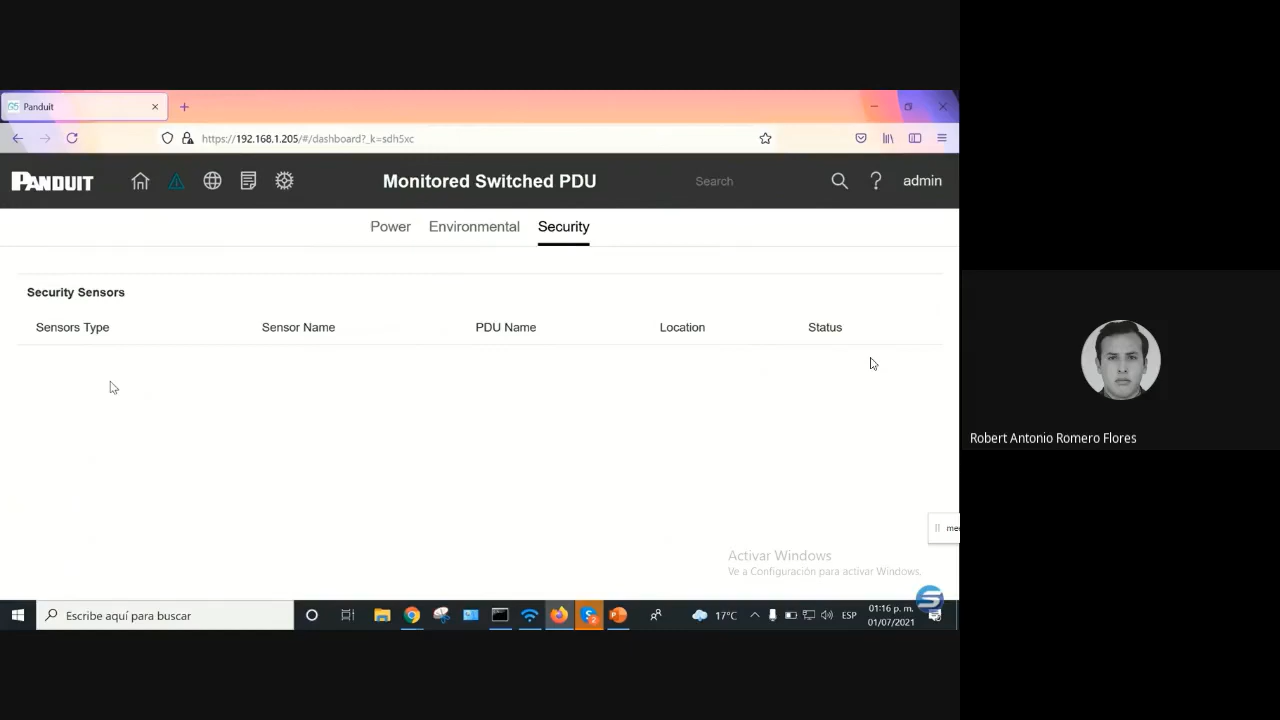 Panduit
https://192.168.1.205/#/dashboard?_k=sdh5xc
PANDUIT
Monitored Switched PDU
Search
admin
Power Environmental Security
Security Sensors
Sensors Type Sensor Name PDU Name Location Status
Robert Antonio Romero Flores
Activar Windows
Ve a Configuración para activar Windows.
Escribe aquí para buscar
17°C
ESP
01:16 p. m.
01/07/2021